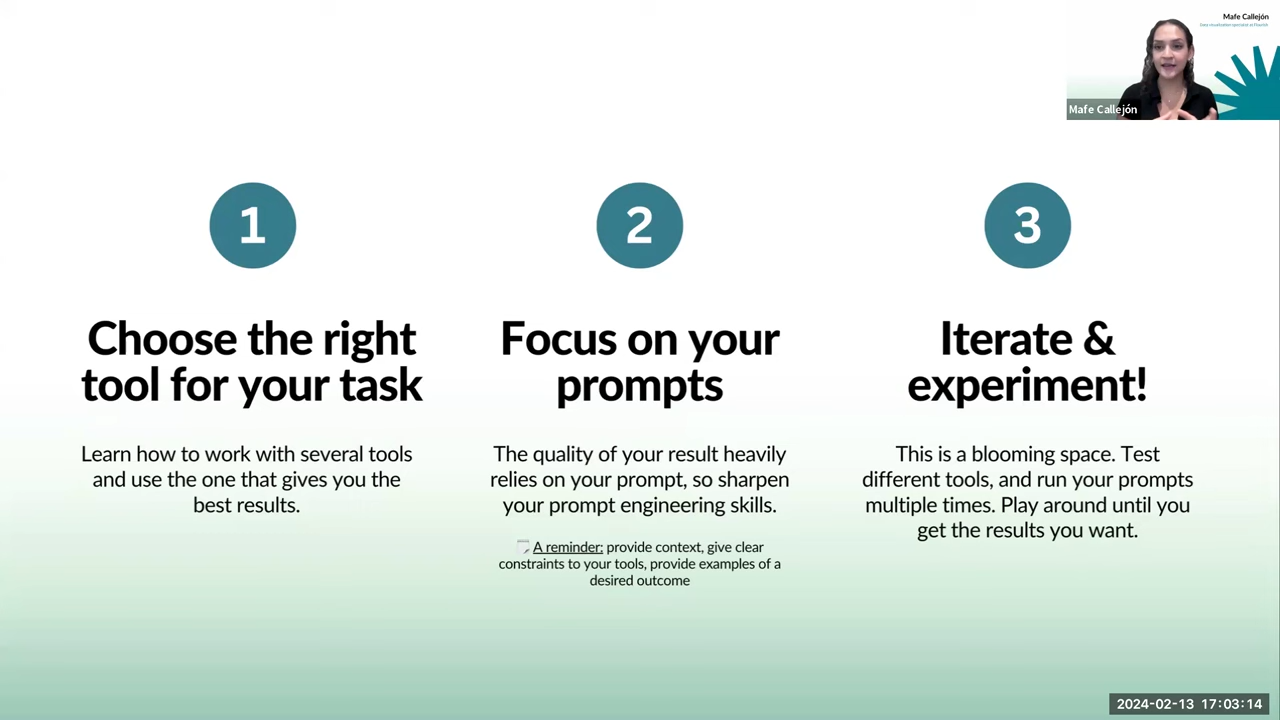 Mafe Callejón
Data visualization specialist at Flourish
Mafe Callejón
1
Choose the right
tool for your task
Learn how to work with several tools
and use the one that gives you the
best results.
2
Focus on your
prompts
The quality of your result heavily
relies on your prompt, so sharpen
your prompt engineering skills.
A reminder: provide context, give clear
constraints to your tools, provide examples of a
desired outcome
3
Iterate &
experiment!
This is a blooming space. Test
different tools, and run your prompts
multiple times. Play around until you
get the results you want.
2024-02-13 17:03:14